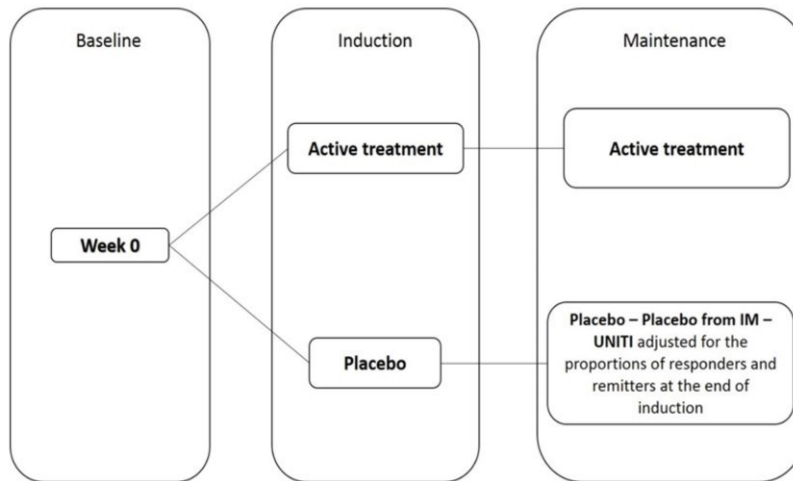 Baseline
Induction
Maintenance
Active treatment
Active treatment
Week 0
Placebo
Placebo – Placebo from IM –
UNITI adjusted for the
proportions of responders and
remitters at the end of
induction